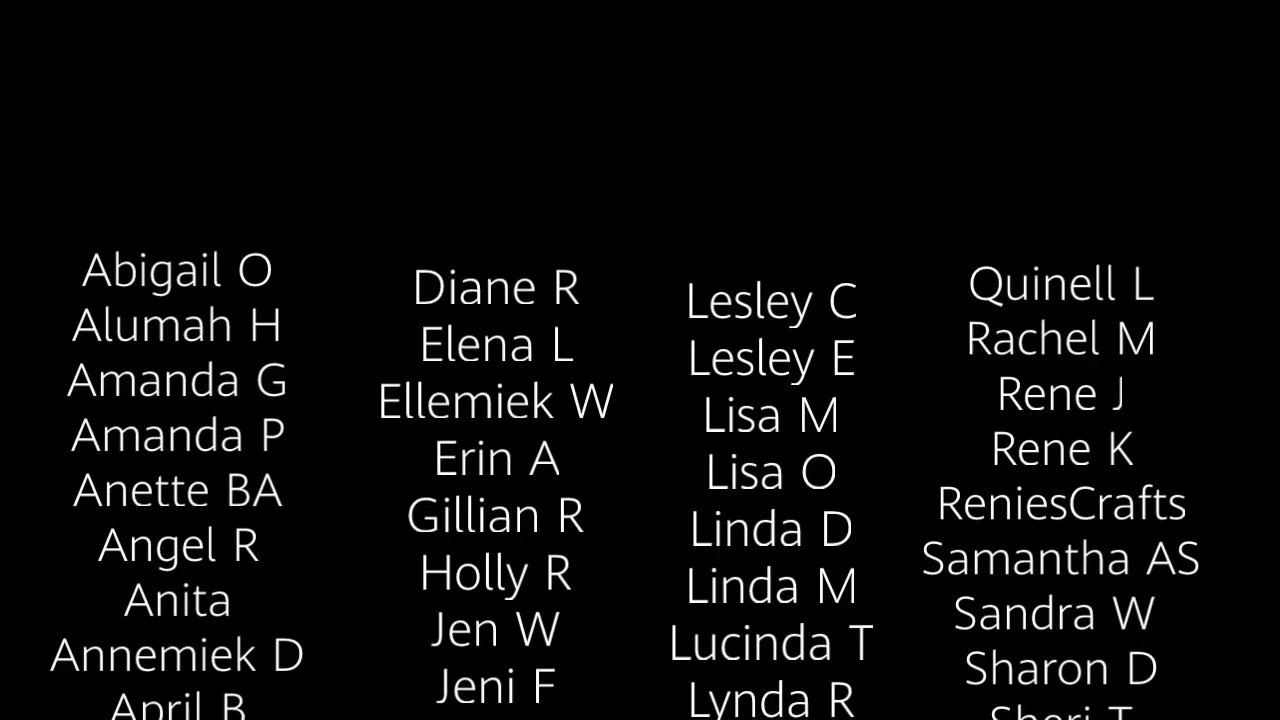 Abigail O
Alumah H
Amanda G
Amanda P
Anette BA
Angel R
Anita
Annemiek D
April B
Diane R
Elena L
Ellemiek W
Erin A
Gillian R
Holly R
Jen W
Jeni F
Lesley C
Lesley E
Lisa M
Lisa O
Linda D
Linda M
Lucinda T
Lynda R
Quinell L
Rachel M
Rene J
Rene K
ReniesCrafts
Samantha AS
Sandra W
Sharon D
Sheri T